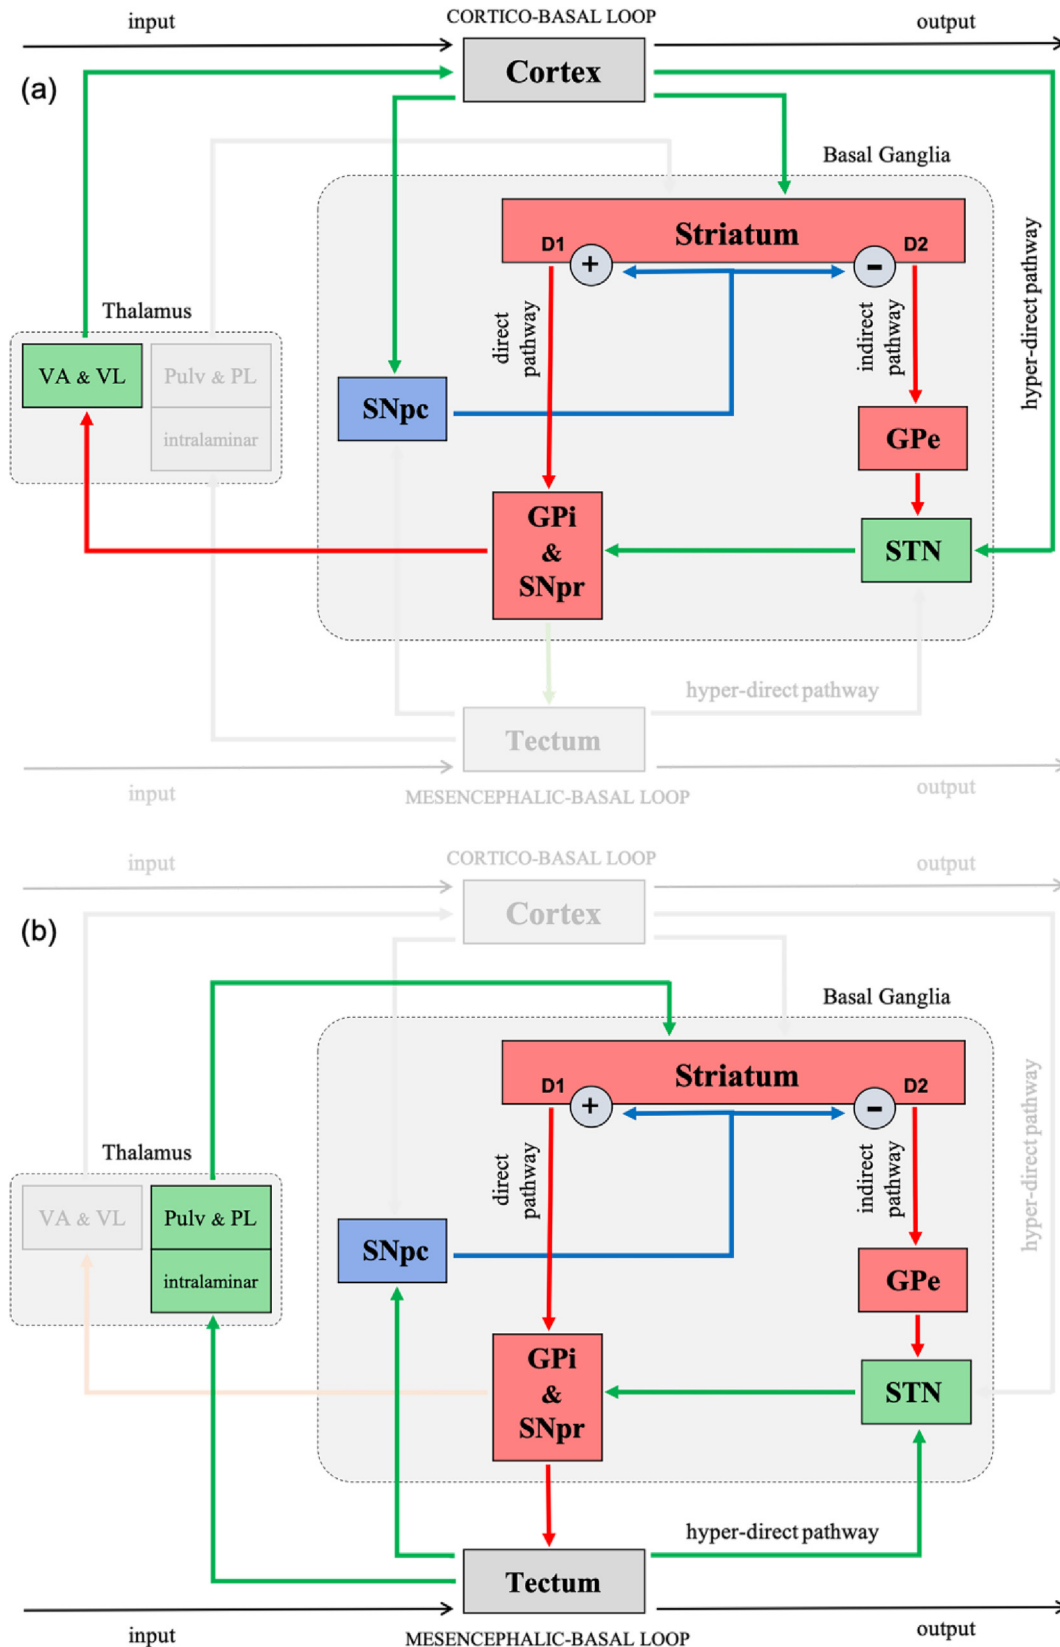 CORTICO-BASAL LOOP
input
output
Cortex
(a)
Basal Ganglia
Striatum
D1
+
-
D2
direct
pathway
indirect
pathway
hyper-direct pathway
Thalamus
VA & VL
Pulv & PL
intralaminar
SNpc
GPe
GPi
&
SNpr
STN
hyper-direct pathway
Tectum
input
output
MESENCEPHALIC-BASAL LOOP
CORTICO-BASAL LOOP
input
output
Cortex
(b)
Basal Ganglia
Striatum
D1
+
-
D2
direct
pathway
indirect
pathway
hyper-direct pathway
Thalamus
VA & VL
Pulv & PL
intralaminar
SNpc
GPe
GPi
&
SNpr
STN
hyper-direct pathway
Tectum
input
output
MESENCEPHALIC-BASAL LOOP